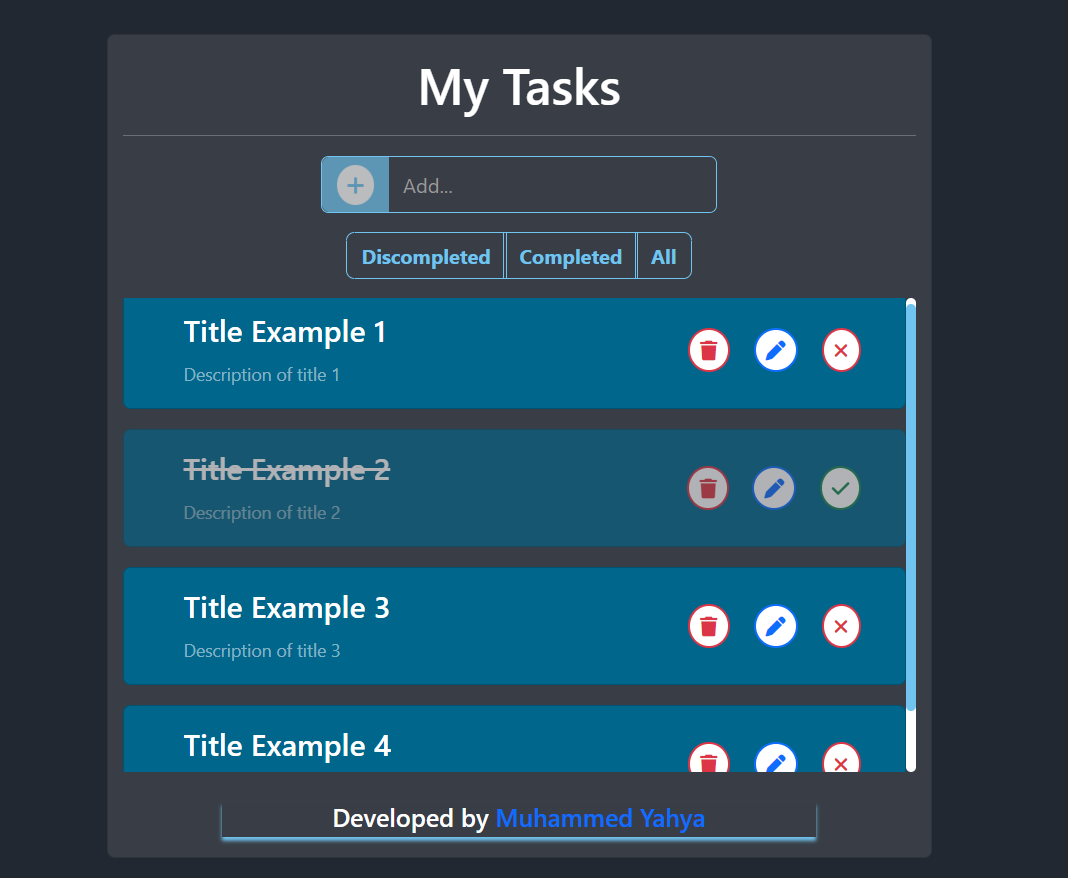 My Tasks
Add...
Discompleted Completed All
Title Example 1
Description of title 1
Title Example 2
Description of title 2
Title Example 3
Description of title 3
Title Example 4
Developed by Muhammed Yahya